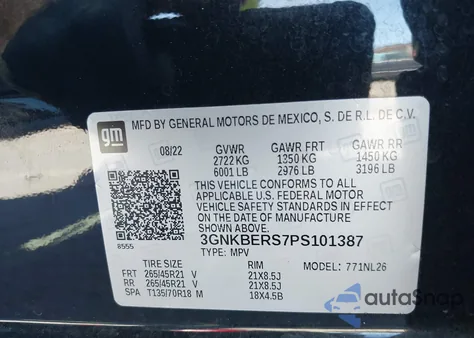 gm
MFD BY GENERAL MOTORS DE MEXICO, S. DE R.L. DE C.V.
08/22 GVWR GAWR FRT GAWR RR
2722 KG 1350 KG 1450 KG
6001 LB 2976 LB 3196 LB
THIS VEHICLE CONFORMS TO ALL
APPLICABLE U.S. FEDERAL MOTOR
VEHICLE SAFETY STANDARDS IN
EFFECT ON THE DATE OF
MANUFACTURE SHOWN ABOVE.
3GNKBERS7PS101387
8555 TYPE: MPV
TIRE SIZE RIM MODEL: 771NL26
FRT 265/45R21 V 21X8.5J
RR 265/45R21 V 21X8.5J
SPA T135/70R18 M 18X4.5B
autoSnap